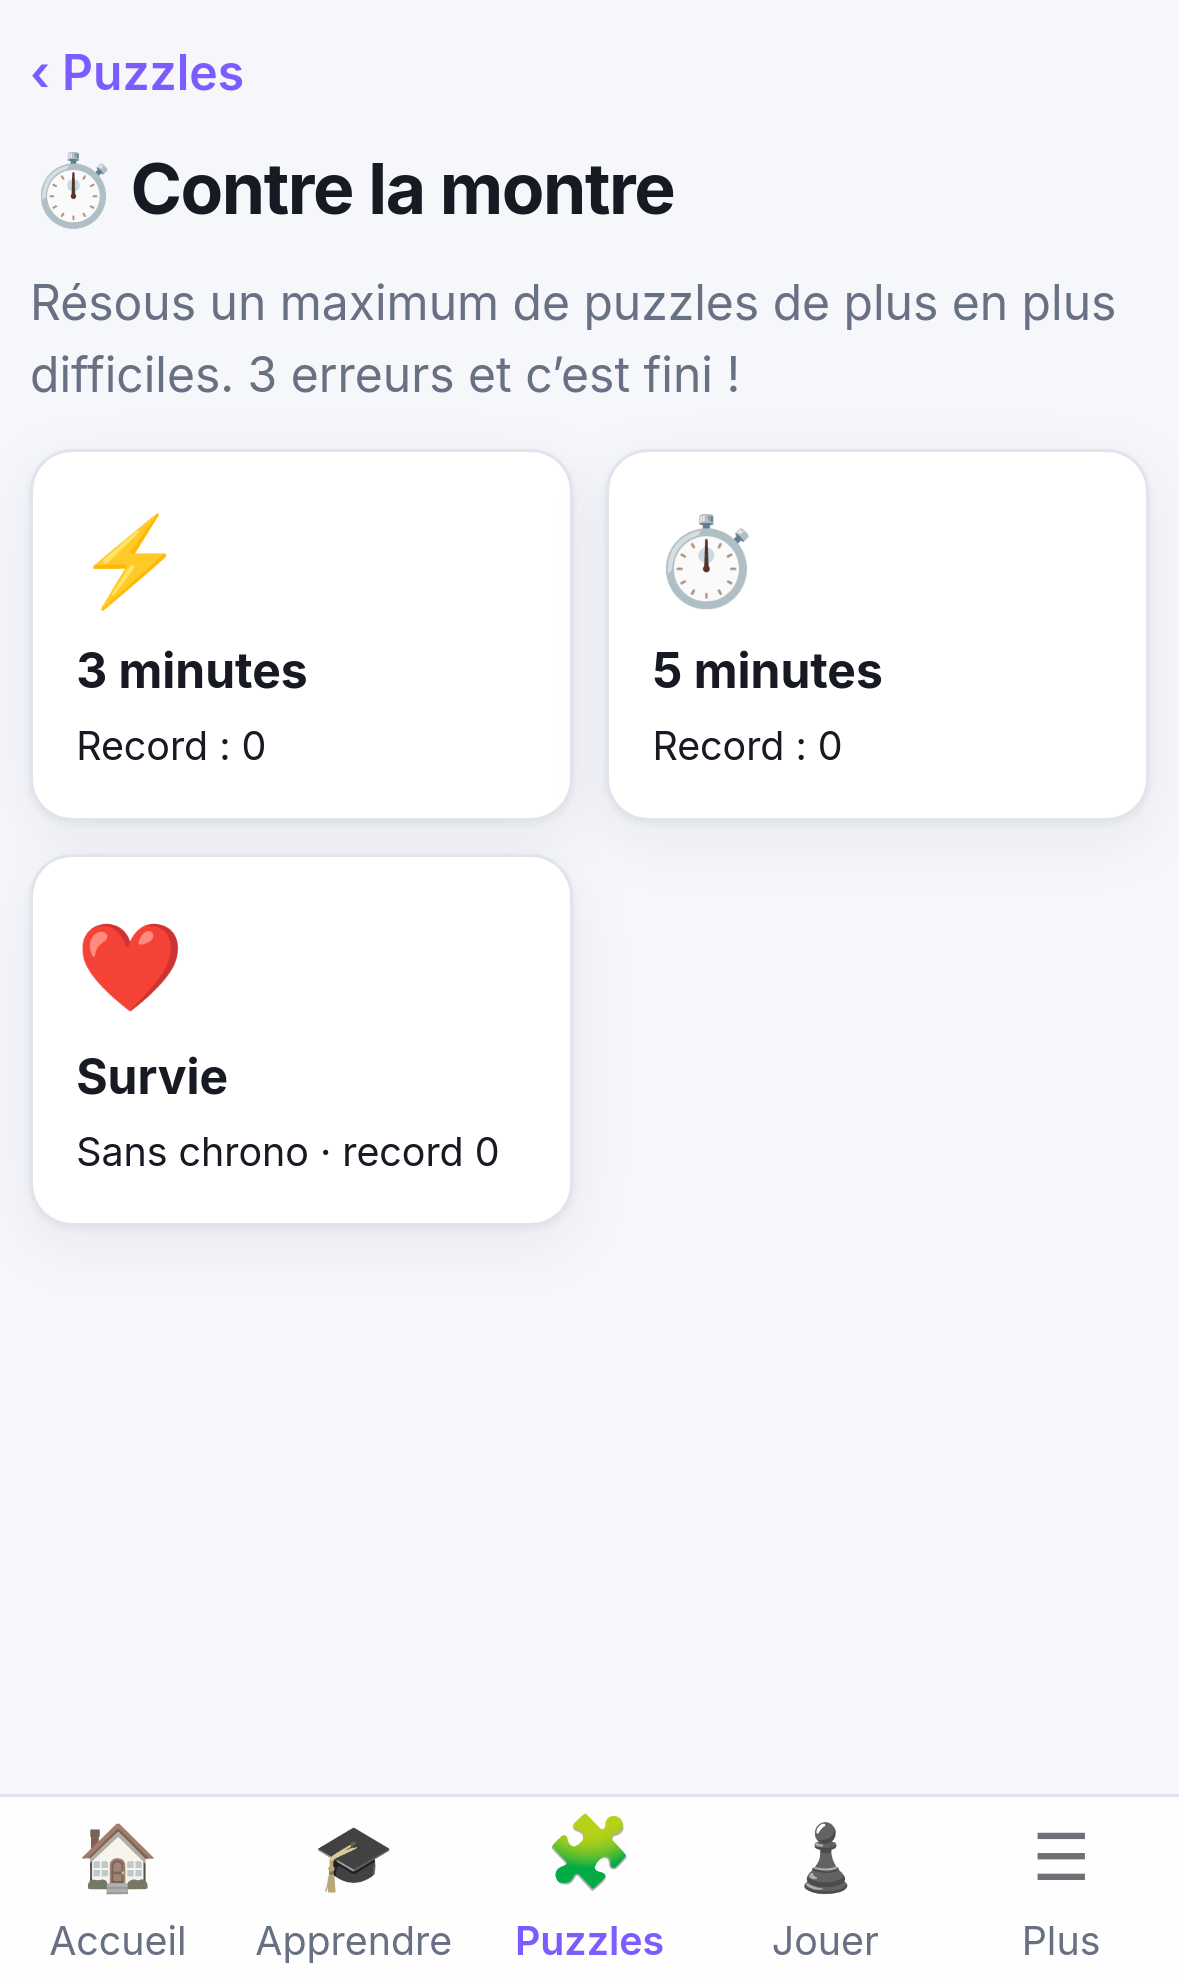 ‹ Puzzles
Contre la montre
Résous un maximum de puzzles de plus en plus
difficiles. 3 erreurs et c’est fini !
3 minutes
Record : 0
5 minutes
Record : 0
Survie
Sans chrono · record 0
Accueil
Apprendre
Puzzles
Jouer
Plus